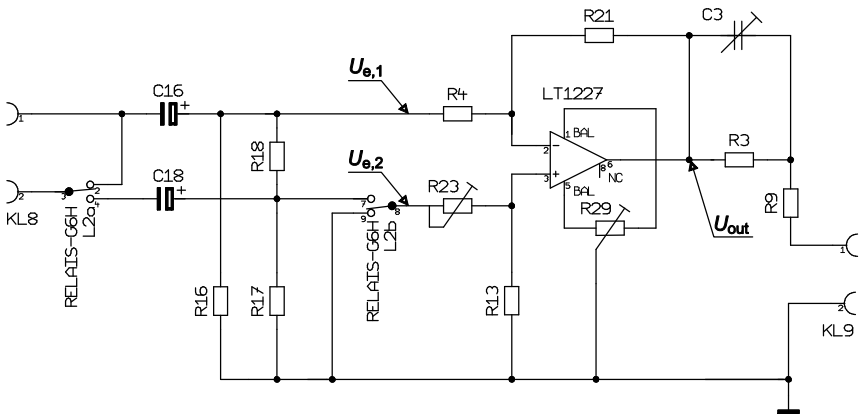 R21
C3
U_e,1
C16
+
R4
LT1227
1
1 BAL
R18
U_e,2
2
-
8
6
R3
3
+
NC
5
BAL
2
3
4
C18
+
R23
7
8
9
R29
R9
2
KL8
RELAIS-G6H
L2a
RELAIS-G6H
L2b
U_out
1
R16
R17
R13
2
KL9